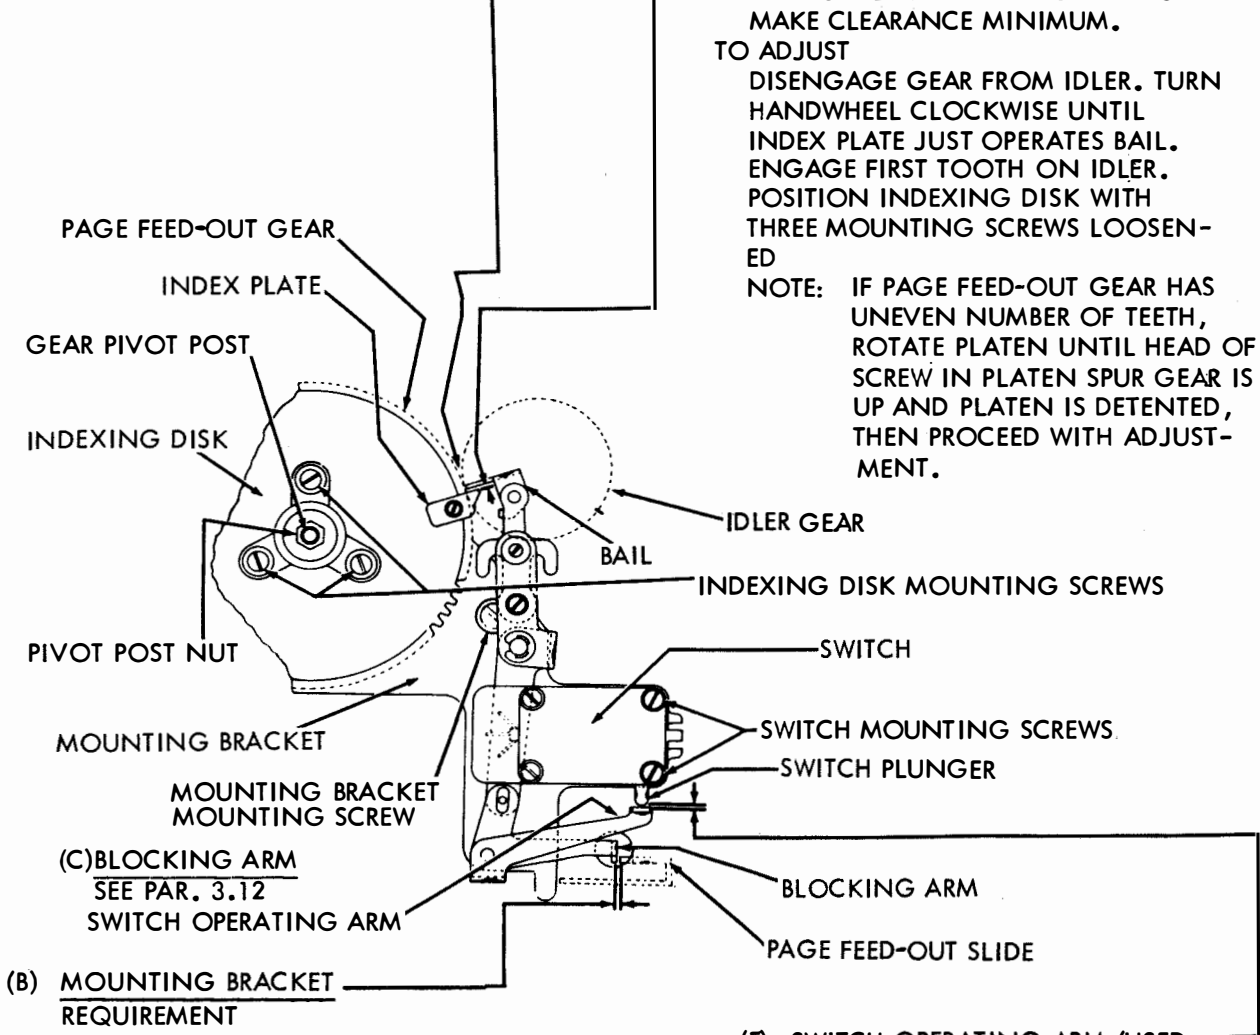 MAKE CLEARANCE MINIMUM.
TO ADJUST
DISENGAGE GEAR FROM IDLER. TURN
HANDWHEEL CLOCKWISE UNTIL
INDEX PLATE JUST OPERATES BAIL.
ENGAGE FIRST TOOTH ON IDLER.
POSITION INDEXING DISK WITH
THREE MOUNTING SCREWS LOOSEN-
ED
NOTE: IF PAGE FEED-OUT GEAR HAS
UNEVEN NUMBER OF TEETH,
ROTATE PLATEN UNTIL HEAD OF
SCREW IN PLATEN SPUR GEAR IS
UP AND PLATEN IS DETENTED,
THEN PROCEED WITH ADJUST-
MENT.
PAGE FEED-OUT GEAR
INDEX PLATE
GEAR PIVOT POST
INDEXING DISK
IDLER GEAR
BAIL
INDEXING DISK MOUNTING SCREWS
PIVOT POST NUT
SWITCH
MOUNTING BRACKET
SWITCH MOUNTING SCREWS
SWITCH PLUNGER
MOUNTING BRACKET
MOUNTING SCREW
(C) BLOCKING ARM
SEE PAR. 3.12
SWITCH OPERATING ARM
BLOCKING ARM
PAGE FEED-OUT SLIDE
(B) MOUNTING BRACKET
REQUIREMENT
SWITCH OPERATING ARM (USED